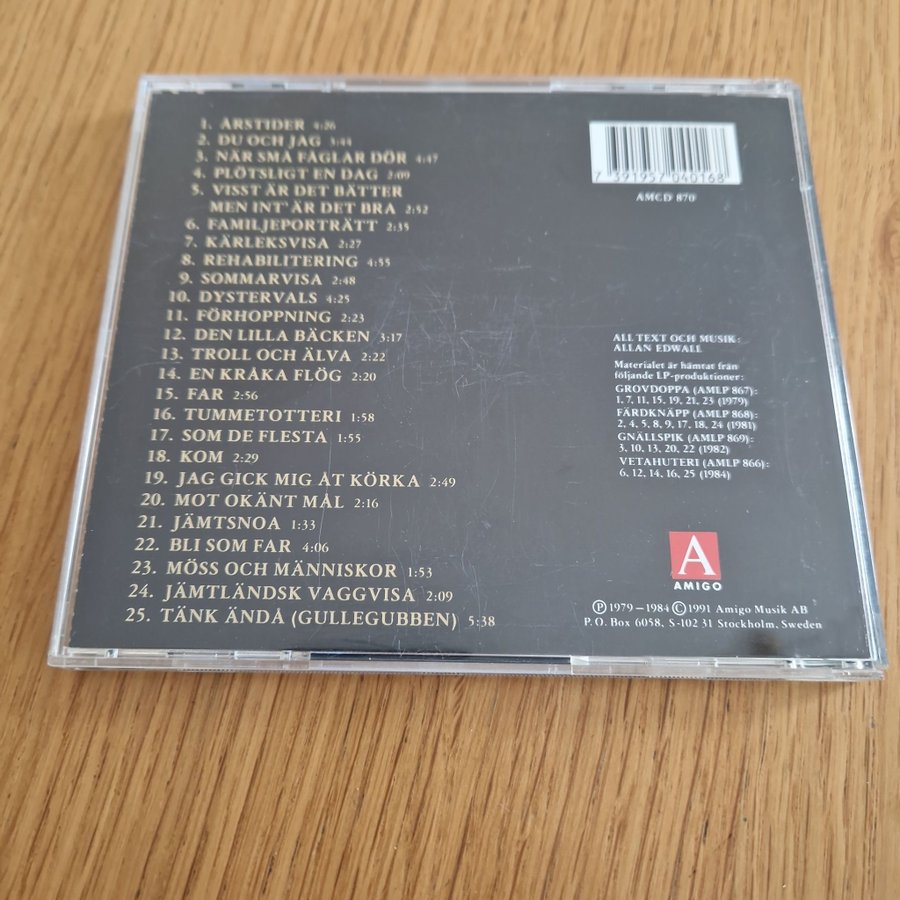 1. ÅRSTIDER 4:26
2. DU OCH JAG 3:44
3. NÄR SMÅ FÅGLAR DÖR 4:47
4. PLÖTSLIGT EN DAG 2:09
5. VISST ÄR DET BÄTTER
MEN INT' ÄR DET BRA 2:52
6. FAMILJEPORTRÄTT 2:35
7. KÄRLEKSVISA 2:27
8. REHABILITERING 4:55
9. SOMMARVISA 2:48
10. DYSTERVALS 4:25
11. FÖRHOPPNING 2:23
12. DEN LILLA BÄCKEN 3:17
13. TROLL OCH ÄLVA 2:22
14. EN KRÅKA FLÖG 2:20
15. FAR 2:56
16. TUMMETOTTERI 1:58
17. SOM DE FLESTA 1:55
18. KOM 2:29
19. JAG GICK MIG ÅT KÖRKA 2:49
20. MOT OKÄNT MÅL 2:16
21. JÄMTSNOA 1:33
22. BLI SOM FAR 4:06
23. MÖSS OCH MÄNNISKOR 1:53
24. JÄMTLÄNDSK VAGGVISA 2:09
25. TÄNK ÄNDÅ (GULLEGUBBEN) 5:38
7 391957 040168
AMCD 870
ALL TEXT OCH MUSIK:
ALLAN EDWALL
Materialet är hämtat från
följande LP-produktioner:
GROVDOPPA (AMLP 867):
1, 7, 11, 15, 19, 21, 23 (1979)
FÄRDKNÄPP (AMLP 868):
2, 4, 5, 8, 9, 17, 18, 24 (1981)
GNÄLLSPIK (AMLP 869):
3, 10, 13, 20, 22 (1982)
VETAHUTERI (AMLP 866):
6, 12, 14, 16, 25 (1984)
A
AMIGO
Ⓟ 1979–1984 © 1991 Amigo Musik AB
P.O. Box 6058, S-102 31 Stockholm, Sweden